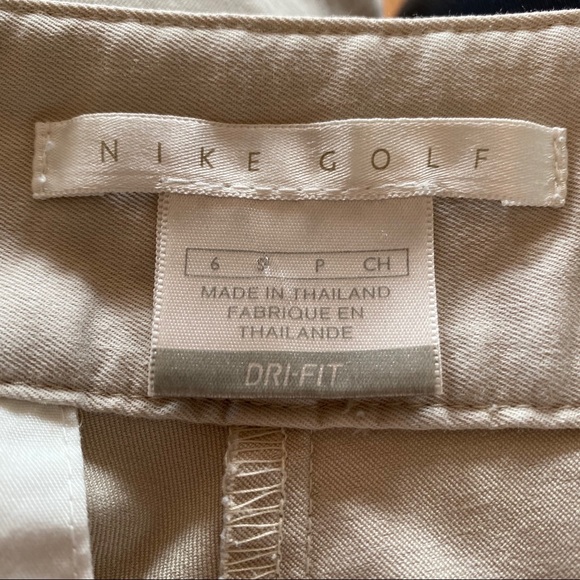 NIKE GOLF
6 S P CH
MADE IN THAILAND
FABRIQUE EN
THAILANDE
DRI-FIT